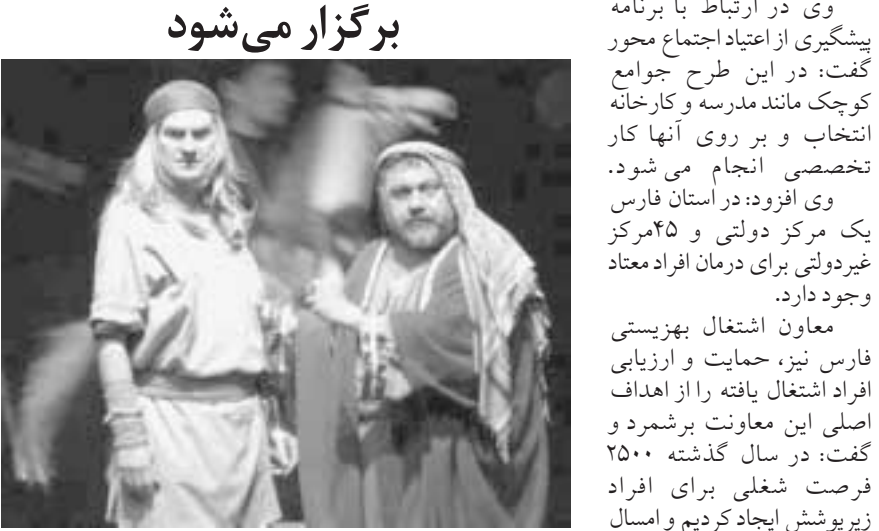 برگزار می‌شود
وی در ارتباط با برنامه
پیشگیری از اعتیاد اجتماع محور
گفت: در این طرح جوامع
کوچک مانند مدرسه و کارخانه
انتخاب و بر روی آنها کار
تخصصی انجام می شود.
وی افزود: در استان فارس
یک مرکز دولتی و ۴۵مرکز
غیردولتی برای درمان افراد معتاد
وجود دارد.
معاون اشتغال بهزیستی
فارس نیز، حمایت و ارزیابی
افراد اشتغال یافته را از اهداف
اصلی این معاونت برشمرد و
گفت: در سال گذشته ۲۵۰۰
فرصت شغلی برای افراد
زیرپوشش ایجاد کردیم و امسال